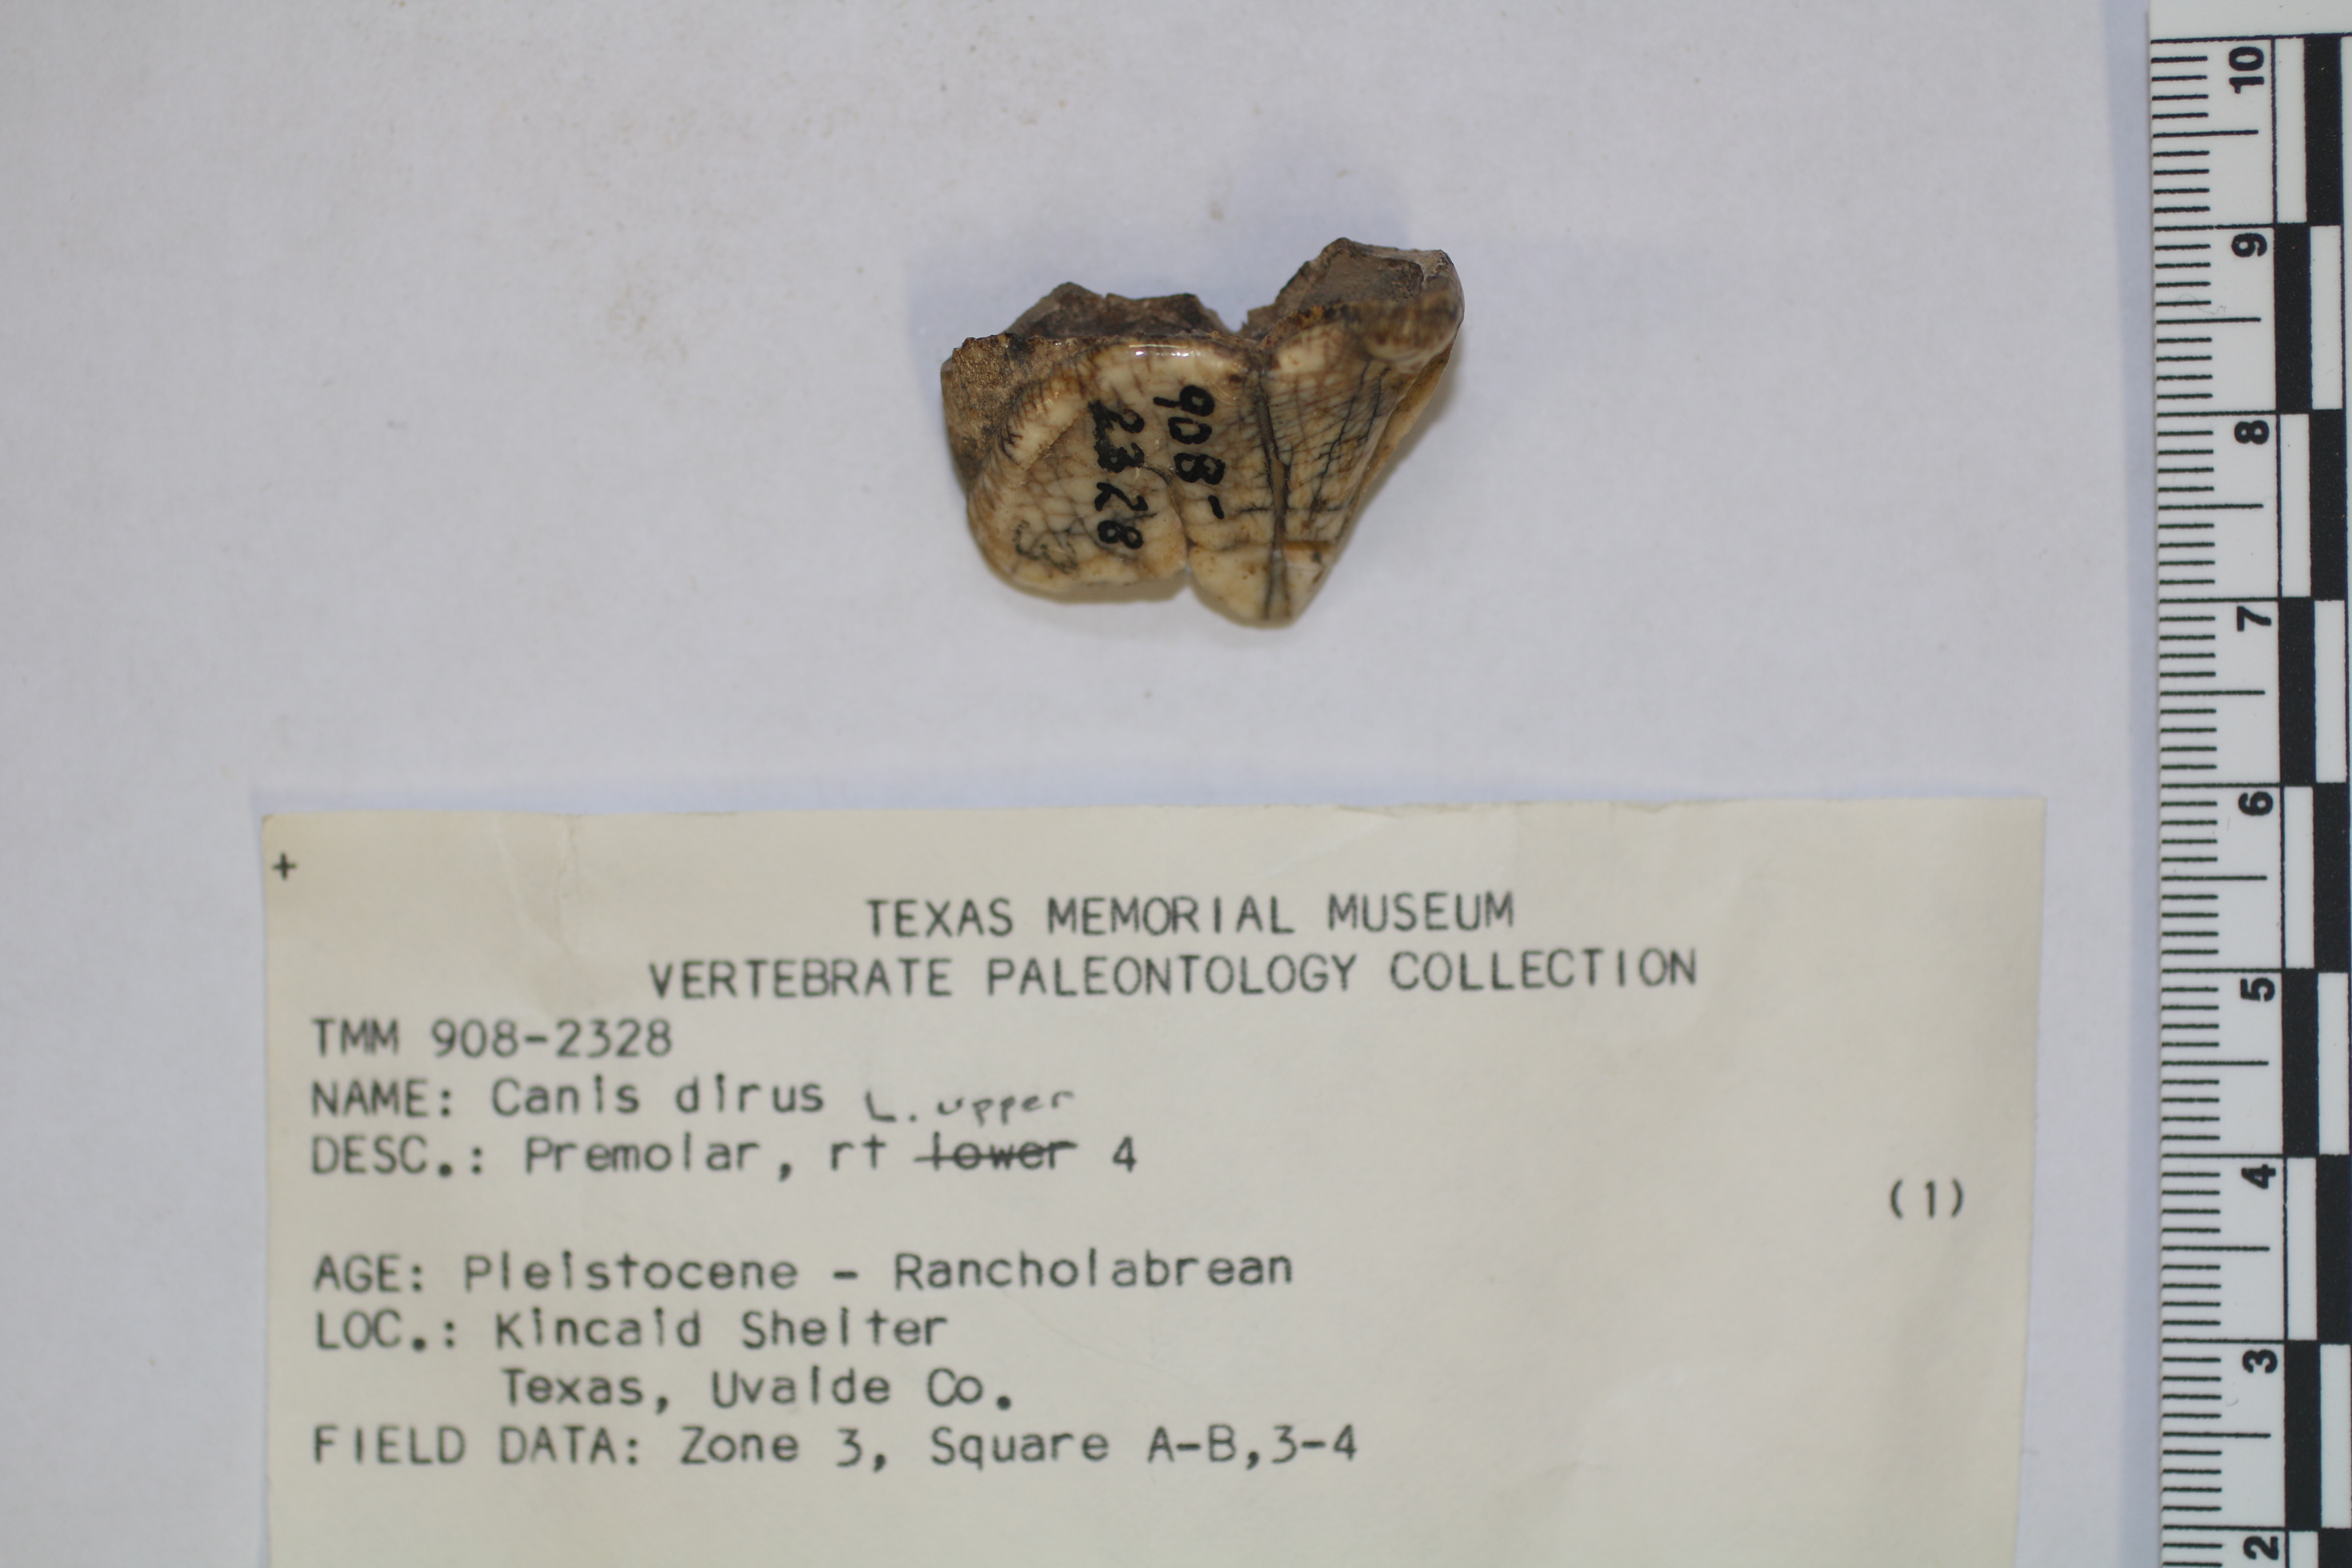 908-
2328
3
+
TEXAS MEMORIAL MUSEUM
VERTEBRATE PALEONTOLOGY COLLECTION
TMM 908-2328
NAME: Canis dirus L. upper
DESC.: Premolar, rt lower 4
(1)
AGE: Pleistocene - Rancholabrean
LOC.: Kincaid Shelter
Texas, Uvalde Co.
FIELD DATA: Zone 3, Square A-B,3-4
10
9
8
7
6
5
4
3
2